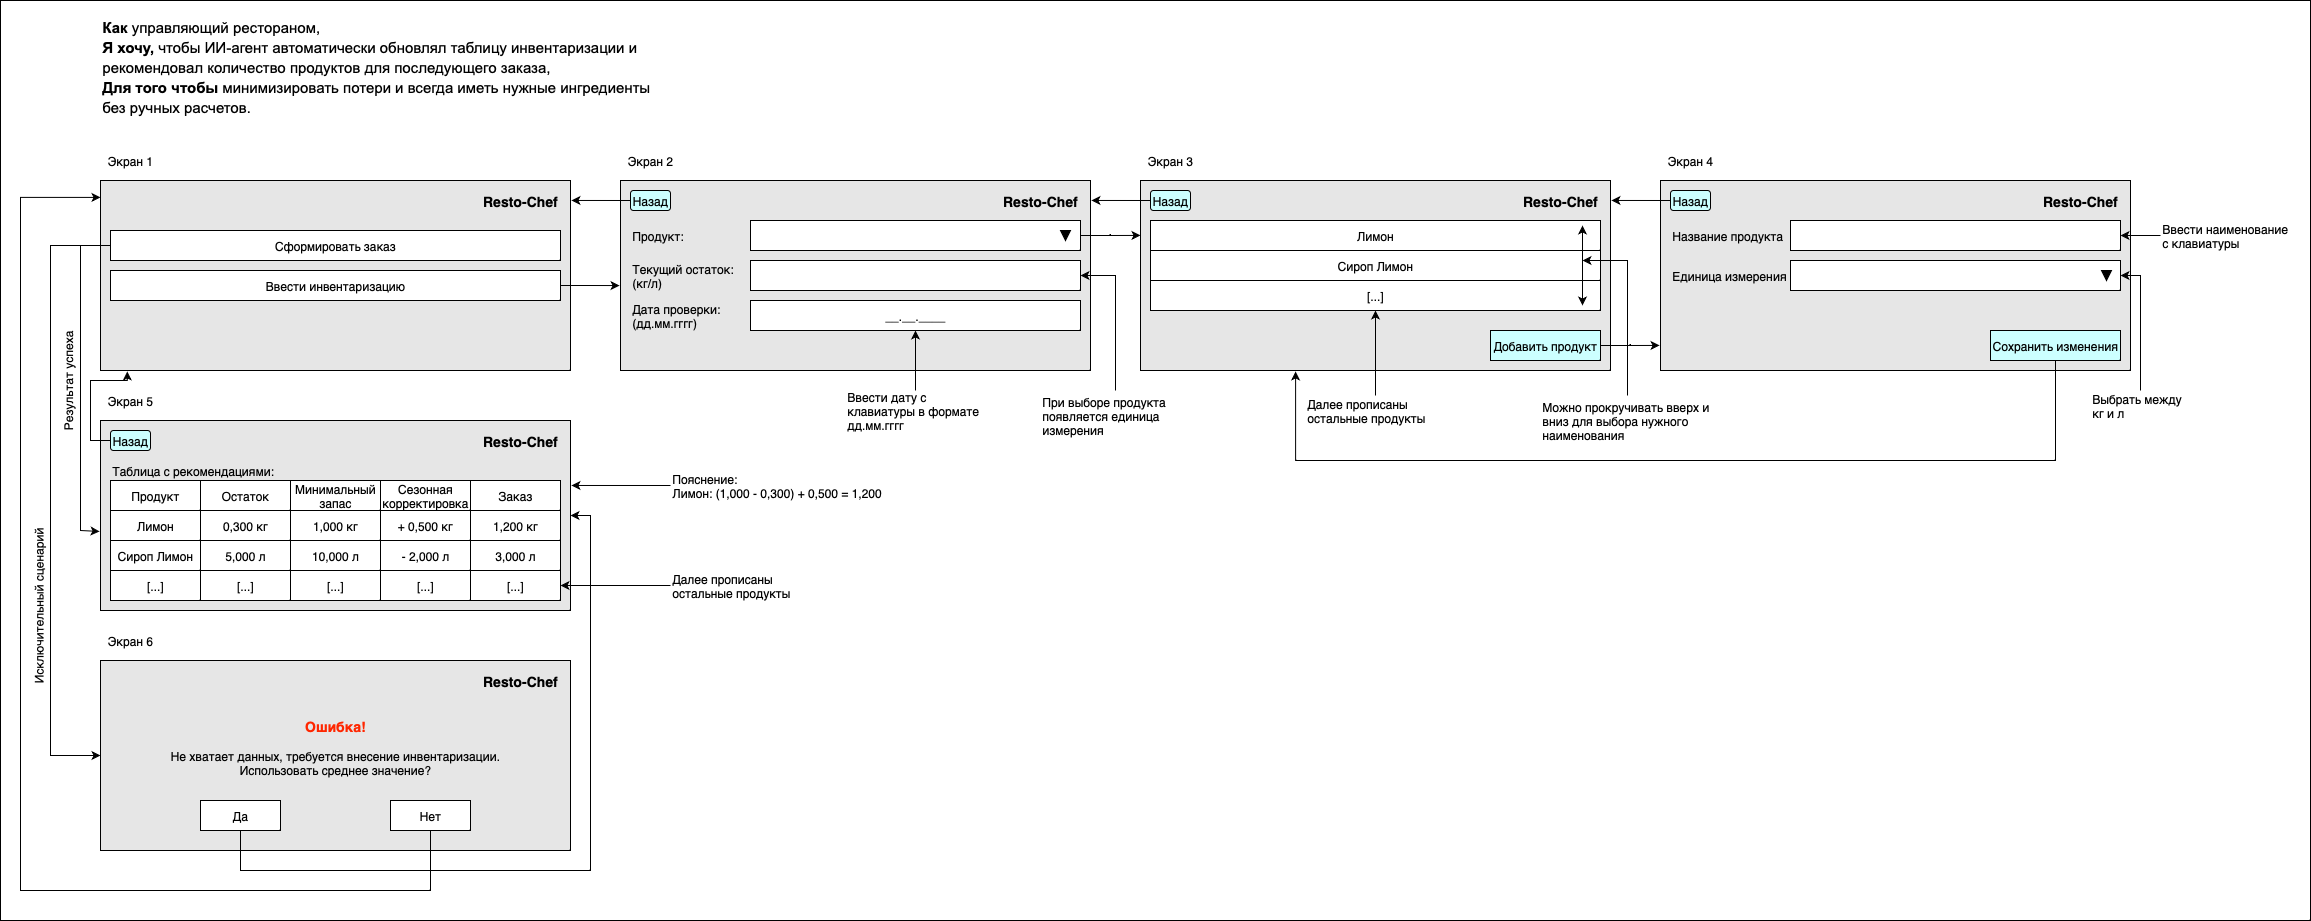 Как управляющий рестораном,
Я хочу, чтобы ИИ-агент автоматически обновлял таблицу инвентаризации и
рекомендовал количество продуктов для последующего заказа,
Для того чтобы минимизировать потери и всегда иметь нужные ингредиенты
без ручных расчетов.
Экран 1
Resto-Chef
Сформировать заказ
Ввести инвентаризацию
Экран 2
Назад
Resto-Chef
Продукт:
Текущий остаток:
(кг/л)
Дата проверки:
(дд.мм.гггг)
__.__.____
Ввести дату с
клавиатуры в формате
дд.мм.гггг
При выборе продукта
появляется единица
измерения
Экран 3
Назад
Resto-Chef
Лимон
Сироп Лимон
[...]
Добавить продукт
Далее прописаны
остальные продукты
Можно прокручивать вверх и
вниз для выбора нужного
наименования
Экран 4
Назад
Resto-Chef
Название продукта
Единица измерения
Сохранить изменения
Ввести наименование
с клавиатуры
Выбрать между
кг и л
Результат успеха
Исключительный сценарий
Экран 5
Назад
Resto-Chef
Таблица с рекомендациями:
Продукт Остаток Минимальный запас Сезонная корректировка Заказ
Лимон 0,300 кг 1,000 кг + 0,500 кг 1,200 кг
Сироп Лимон 5,000 л 10,000 л - 2,000 л 3,000 л
[...] [...] [...] [...] [...]
Пояснение:
Лимон: (1,000 - 0,300) + 0,500 = 1,200
Далее прописаны
остальные продукты
Экран 6
Resto-Chef
Ошибка!
Не хватает данных, требуется внесение инвентаризации.
Использовать среднее значение?
Да Нет